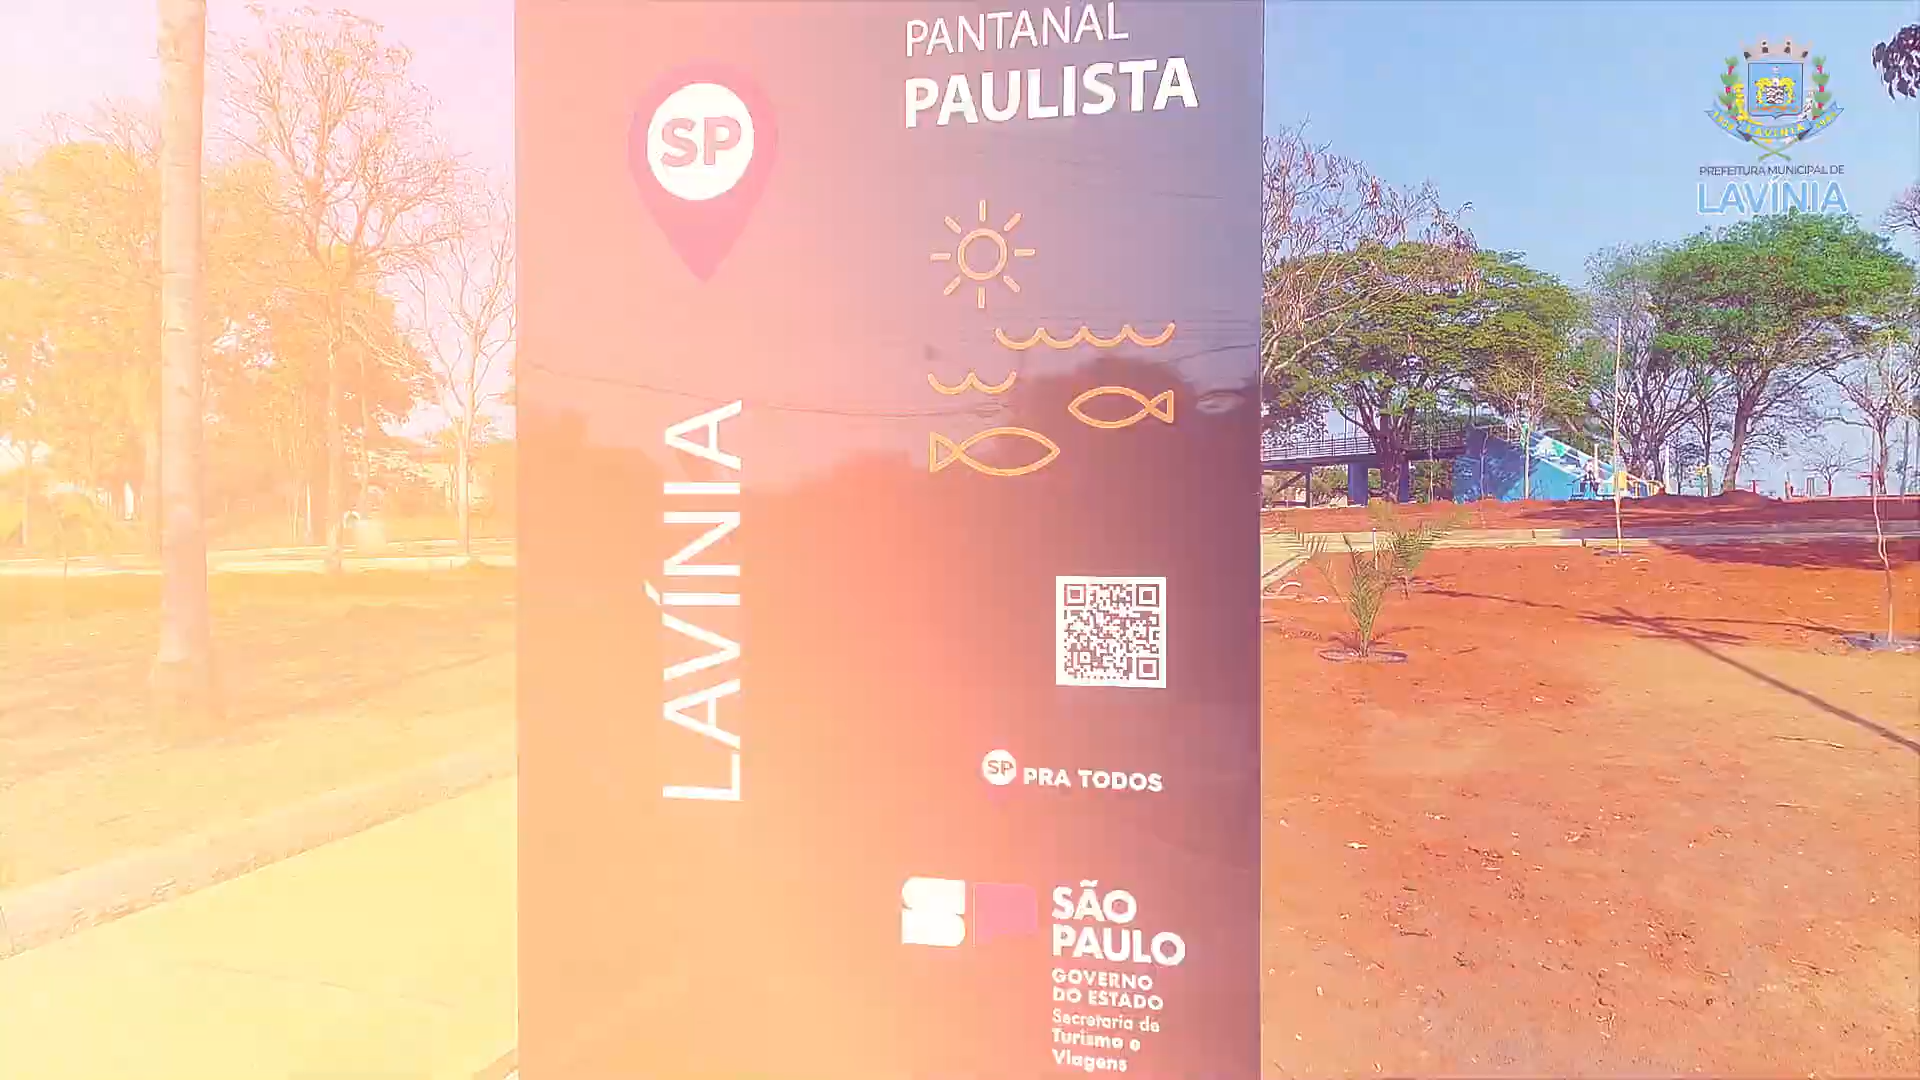 PANTANAL
PAULISTA
SP
LAVÍNIA
SP PRA TODOS
SÃO
PAULO
GOVERNO
DO ESTADO
Secretaria de
Turismo e
Viagens
LAVÍNIA
PREFEITURA MUNICIPAL DE
LAVÍNIA